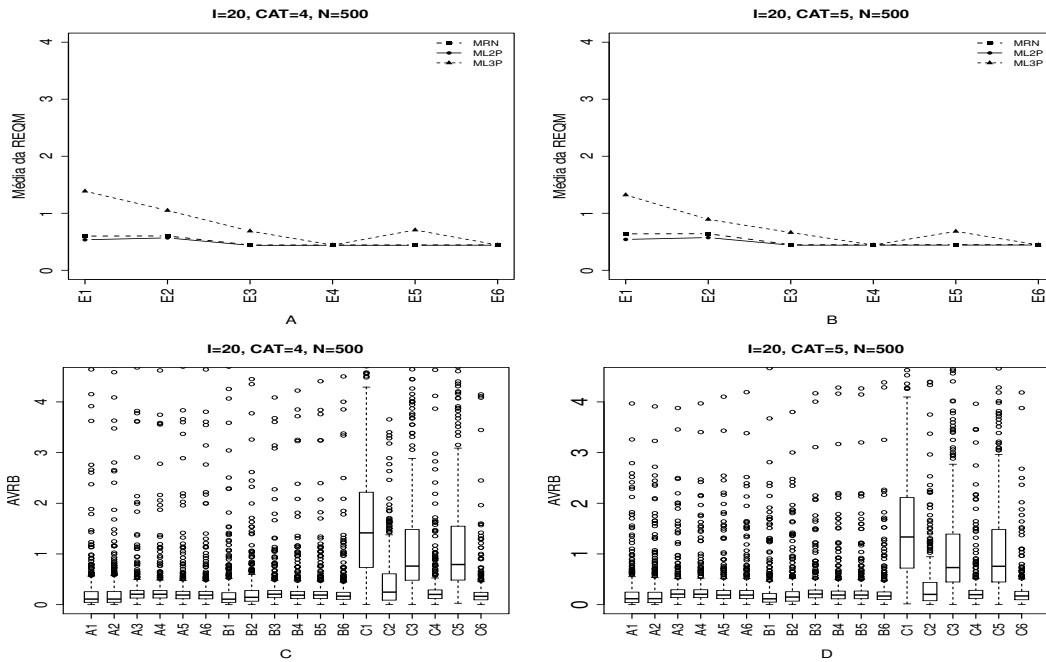 I=20, CAT=4, N=500
Média da REQM
4
3
2
1
0
MRN
ML2P
ML3P
E1 E2 E3 E4 E5 E6
A
I=20, CAT=5, N=500
Média da REQM
4
3
2
1
0
MRN
ML2P
ML3P
E1 E2 E3 E4 E5 E6
B
I=20, CAT=4, N=500
AVRB
4
3
2
1
0
A1 A2 A3 A4 A5 A6 B1 B2 B3 B4 B5 B6 C1 C2 C3 C4 C5 C6
C
I=20, CAT=5, N=500
AVRB
4
3
2
1
0
A1 A2 A3 A4 A5 A6 B1 B2 B3 B4 B5 B6 C1 C2 C3 C4 C5 C6
D